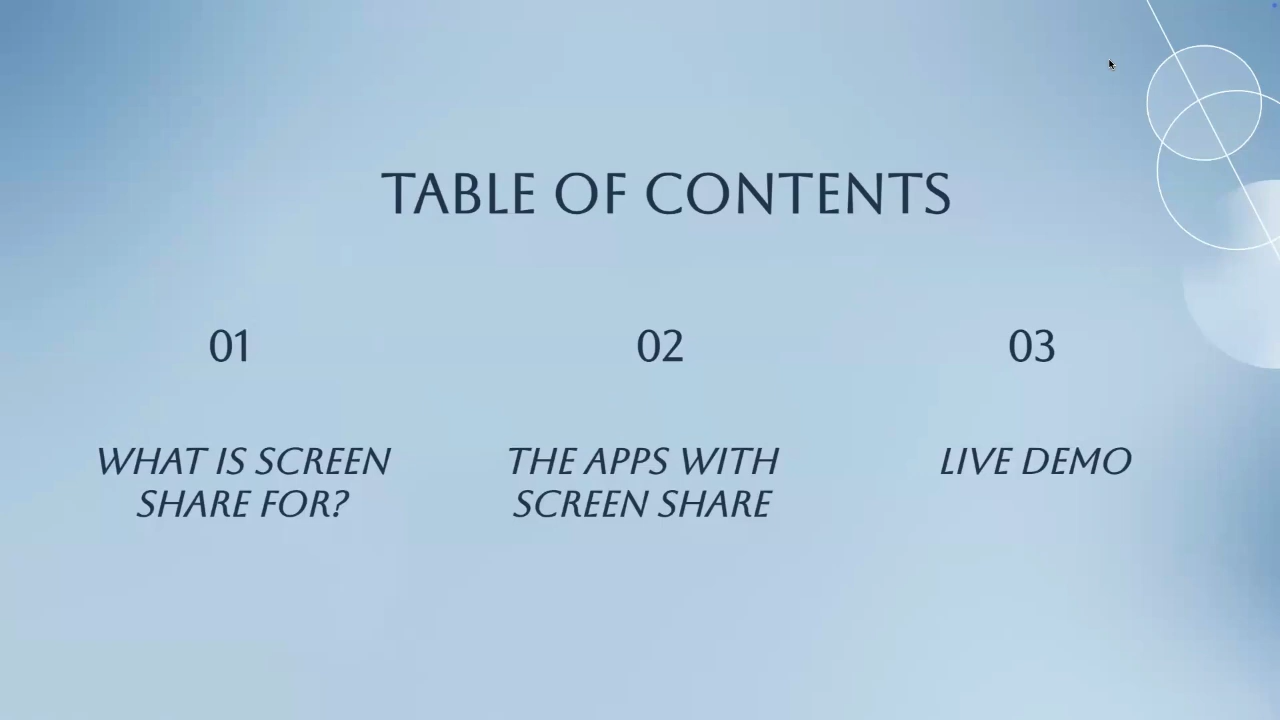 TABLE OF CONTENTS
01
WHAT IS SCREEN
SHARE FOR?
02
THE APPS WITH
SCREEN SHARE
03
LIVE DEMO